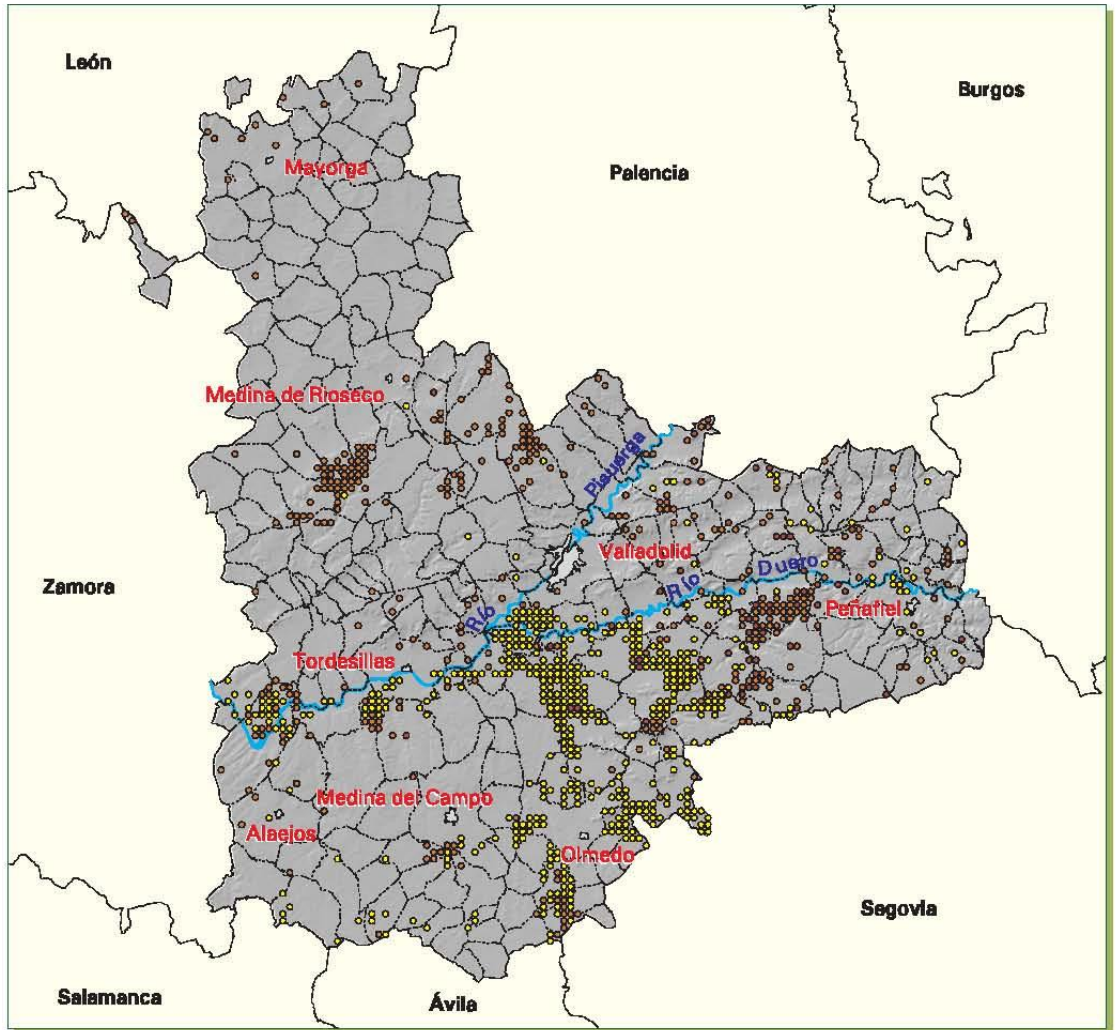 León
Burgos
Palencia
Mayorga
Medina de Rioseco
Pisuerga
Valladolid
Río Duero
Zamora
Peñafiel
Río
Tordesillas
Medina del Campo
Alaejos
Olmedo
Segovia
Salamanca
Ávila